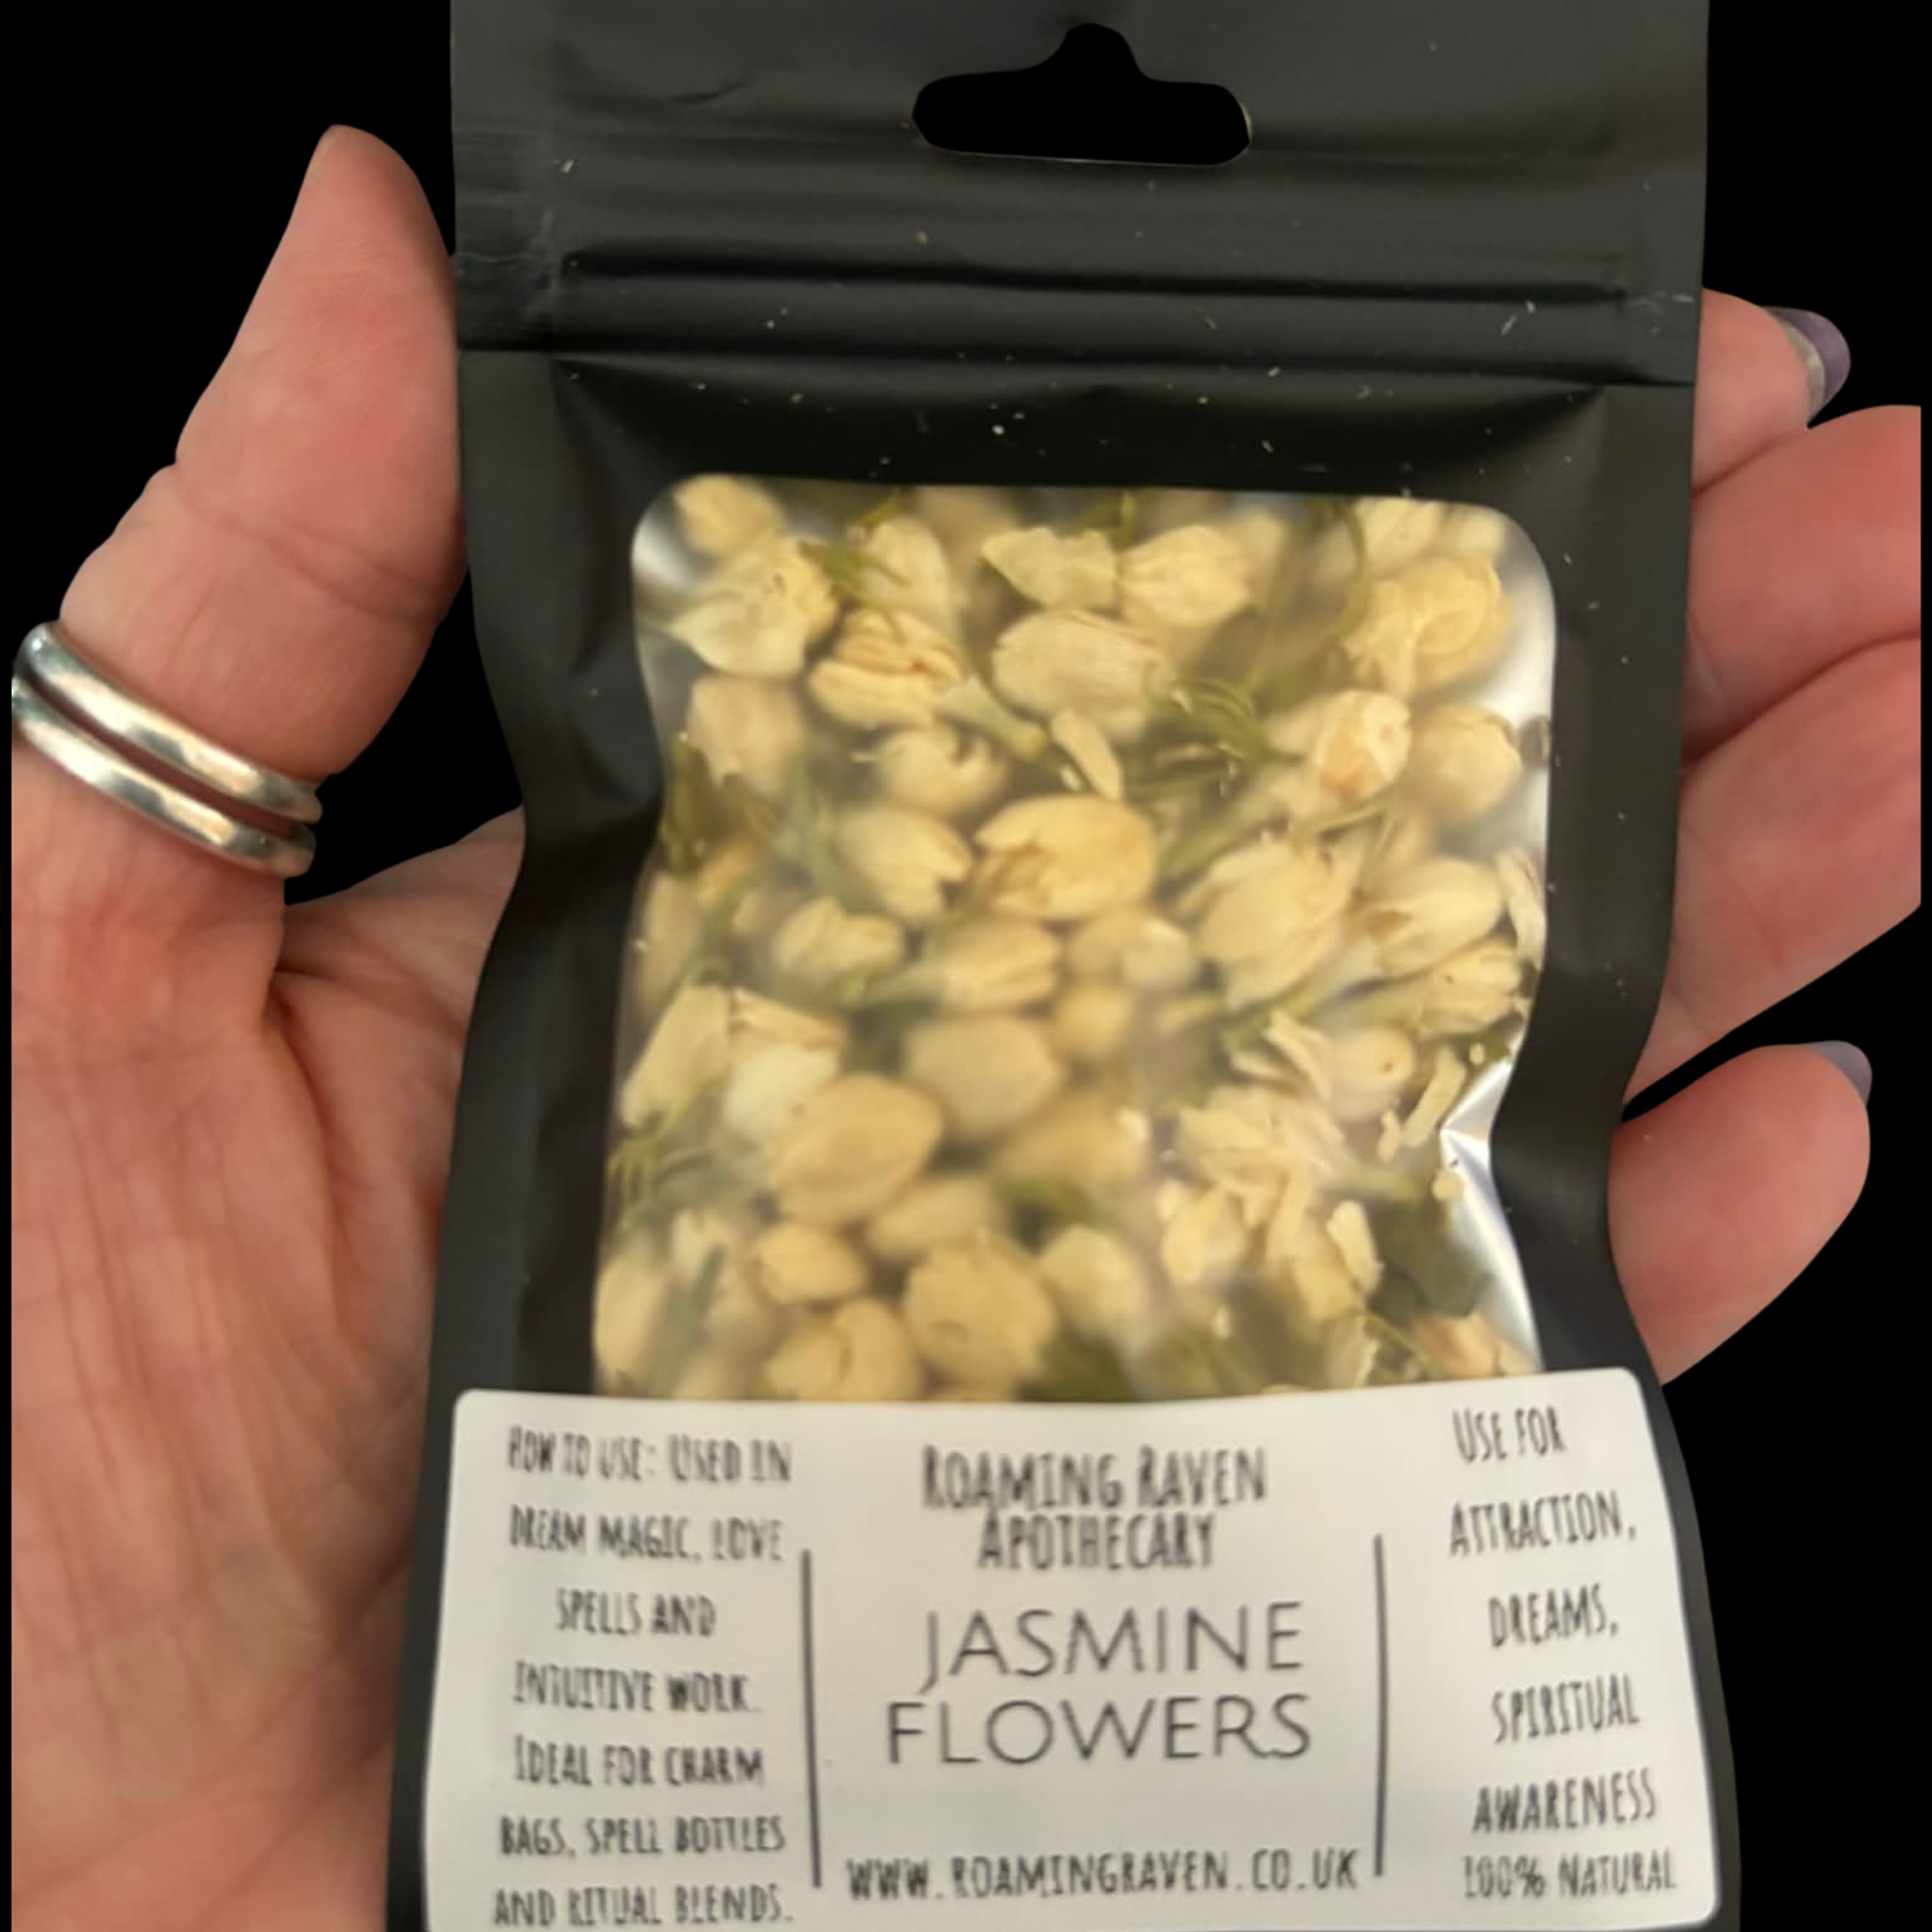 How to use: Used in
dream magic, love
spells and
intuitive work.
Ideal for charm
bags, spell bottles
and ritual blends.
Roaming Raven
Apothecary
JASMINE
FLOWERS
www.roamingraven.co.uk
Use for
Attraction,
dreams,
spiritual
awareness
100% Natural